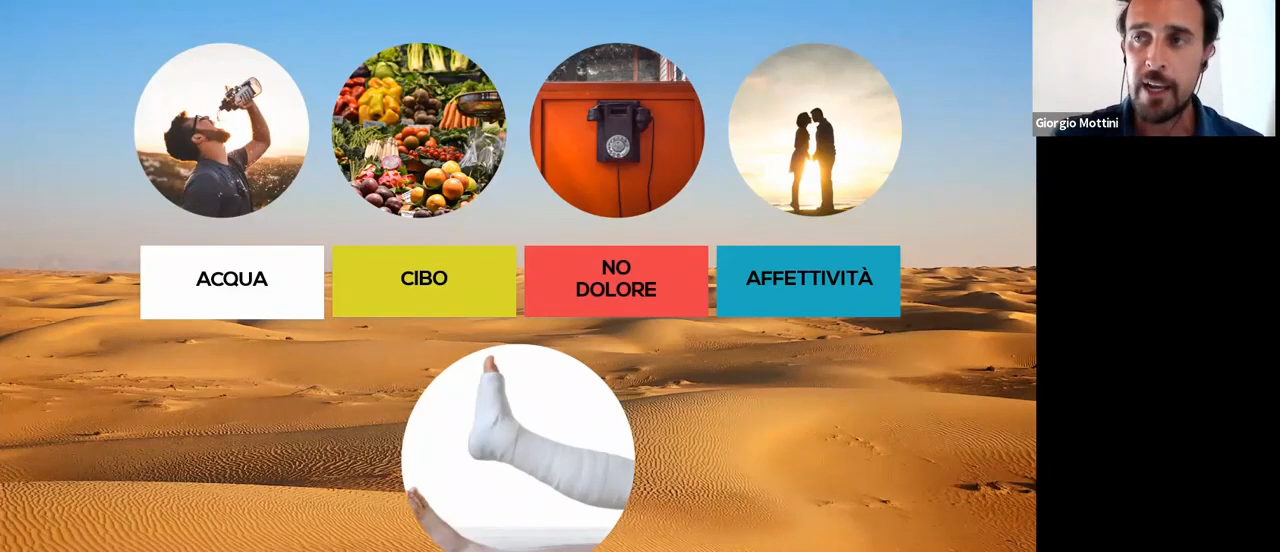 Giorgio Mottini
ACQUA
CIBO
NO
DOLORE
AFFETTIVITÀ